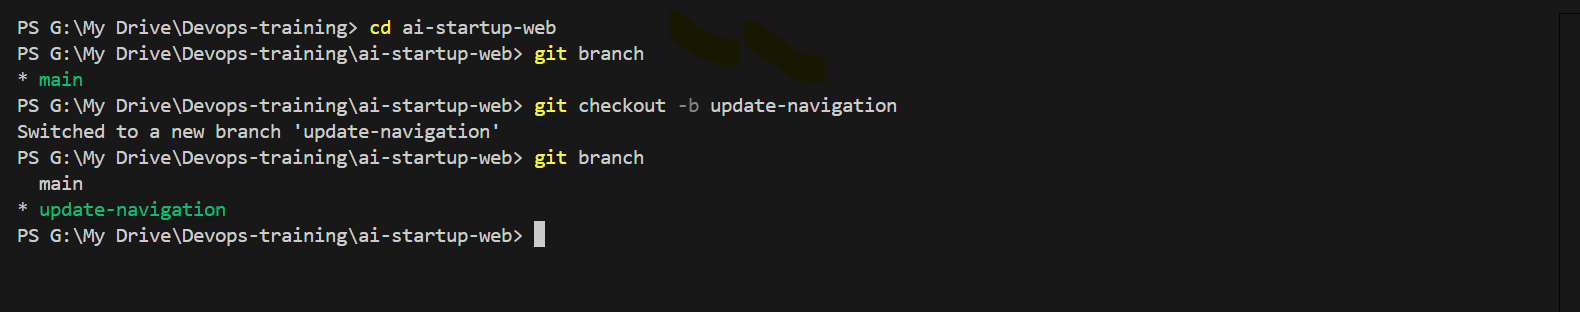 PS G:\My Drive\Devops-training> cd ai-startup-web
PS G:\My Drive\Devops-training\ai-startup-web> git branch
* main
PS G:\My Drive\Devops-training\ai-startup-web> git checkout -b update-navigation
Switched to a new branch 'update-navigation'
PS G:\My Drive\Devops-training\ai-startup-web> git branch
  main
* update-navigation
PS G:\My Drive\Devops-training\ai-startup-web>